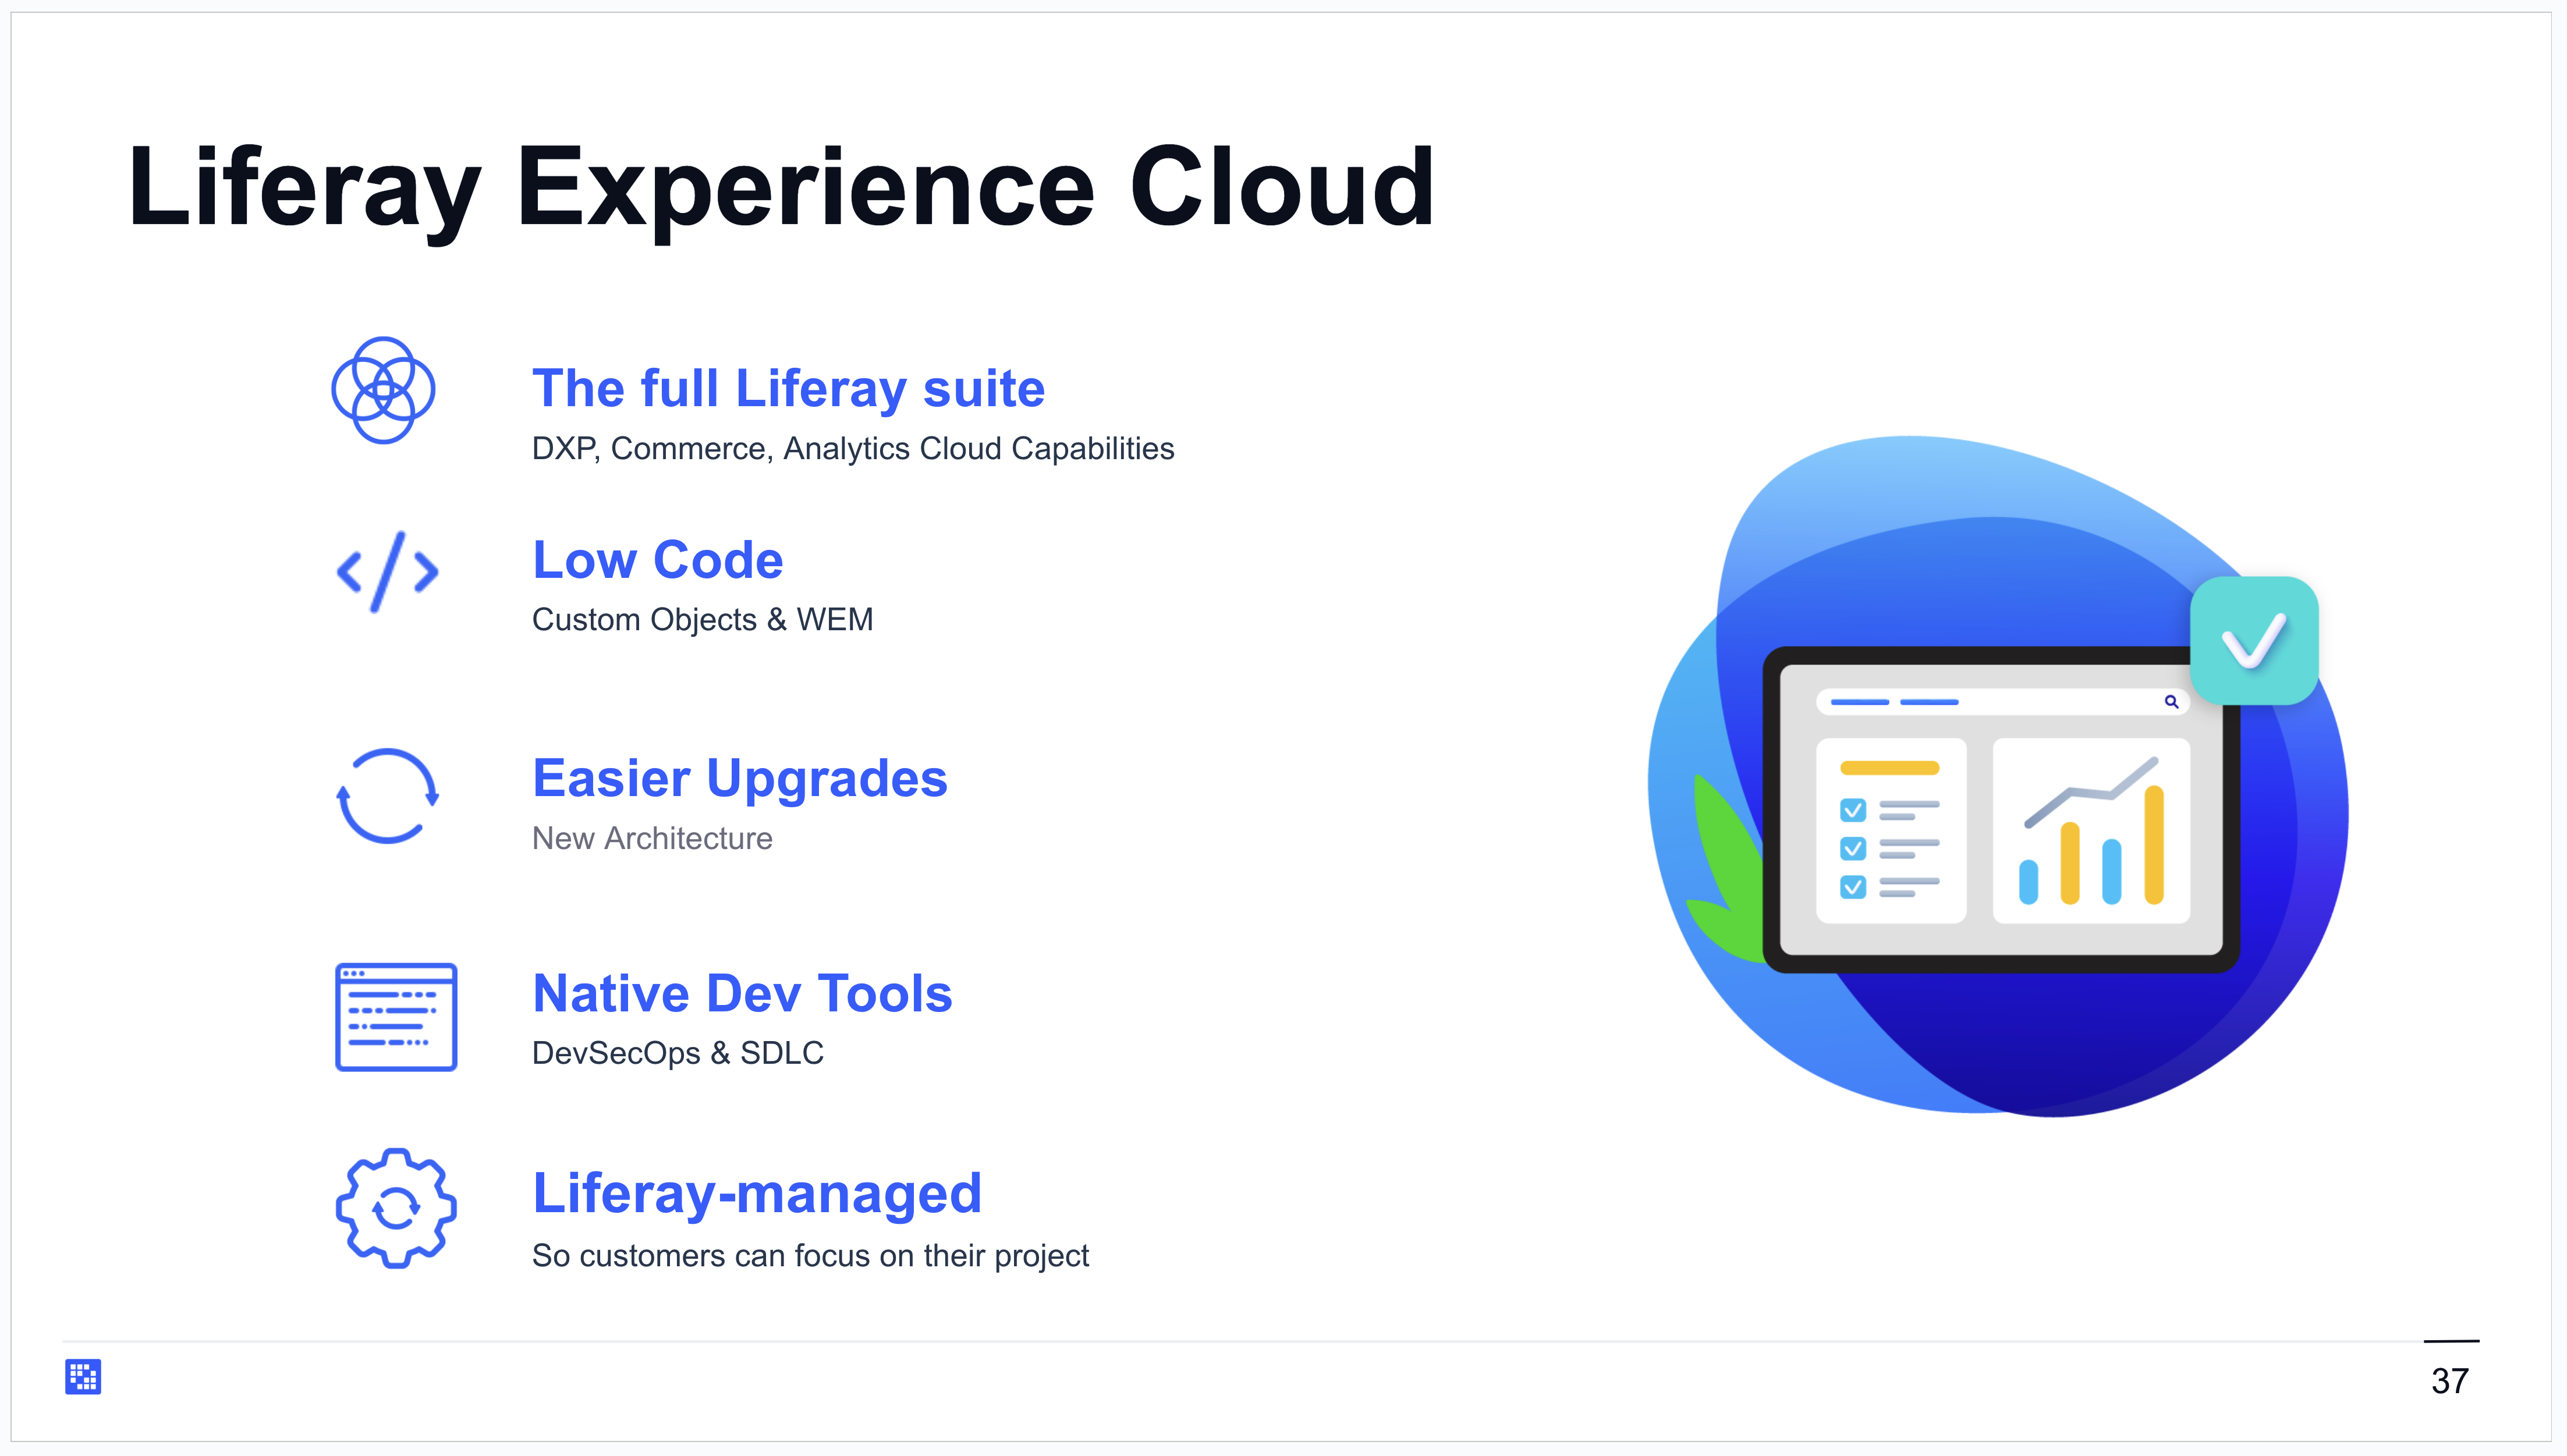 Liferay Experience Cloud
The full Liferay suite
DXP, Commerce, Analytics Cloud Capabilities
Low Code
Custom Objects & WEM
Easier Upgrades
New Architecture
Native Dev Tools
DevSecOps & SDLC
Liferay-managed
So customers can focus on their project
37